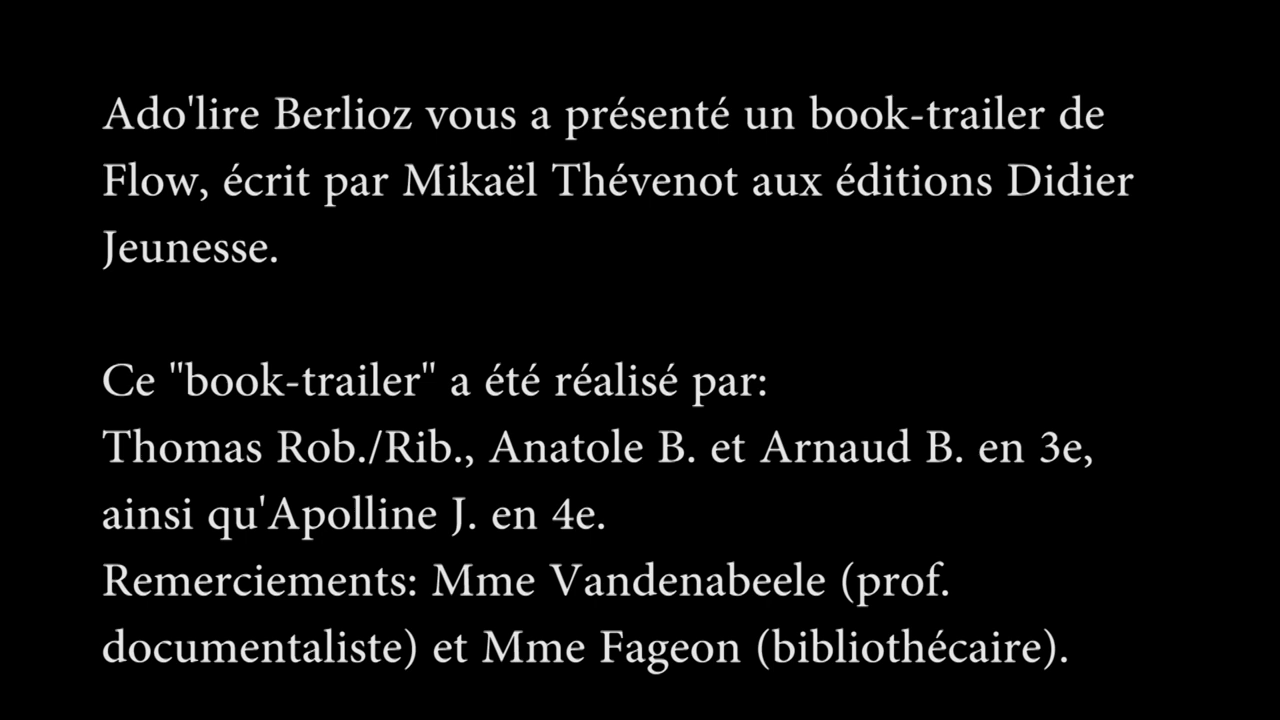 Ado'lire Berlioz vous a présenté un book-trailer de
Flow, écrit par Mikaël Thévenot aux éditions Didier
Jeunesse.
Ce "book-trailer" a été réalisé par:
Thomas Rob./Rib., Anatole B. et Arnaud B. en 3e,
ainsi qu'Apolline J. en 4e.
Remerciements: Mme Vandenabeele (prof.
documentaliste) et Mme Fageon (bibliothécaire).